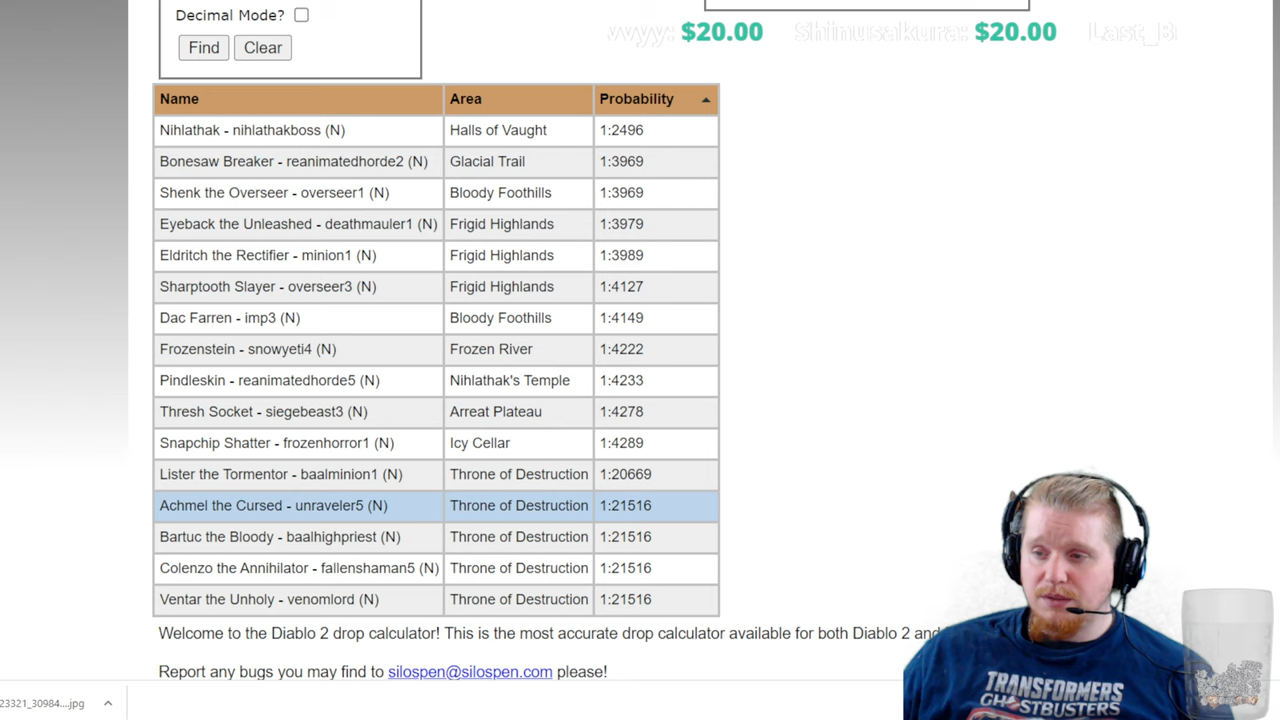 Decimal Mode?
vvyy: $20.00 Shinusakura: $20.00 Last_B
Find Clear
Name Area Probability
Nihlathak - nihlathakboss (N) Halls of Vaught 1:2496
Bonesaw Breaker - reanimatedhorde2 (N) Glacial Trail 1:3969
Shenk the Overseer - overseer1 (N) Bloody Foothills 1:3969
Eyeback the Unleashed - deathmauler1 (N) Frigid Highlands 1:3979
Eldritch the Rectifier - minion1 (N) Frigid Highlands 1:3989
Sharptooth Slayer - overseer3 (N) Frigid Highlands 1:4127
Dac Farren - imp3 (N) Bloody Foothills 1:4149
Frozenstein - snowyeti4 (N) Frozen River 1:4222
Pindleskin - reanimatedhorde5 (N) Nihlathak's Temple 1:4233
Thresh Socket - siegebeast3 (N) Arreat Plateau 1:4278
Snapchip Shatter - frozenhorror1 (N) Icy Cellar 1:4289
Lister the Tormentor - baalminion1 (N) Throne of Destruction 1:20669
Achmel the Cursed - unraveler5 (N) Throne of Destruction 1:21516
Bartuc the Bloody - baalhighpriest (N) Throne of Destruction 1:21516
Colenzo the Annihilator - fallenshaman5 (N) Throne of Destruction 1:21516
Ventar the Unholy - venomlord (N) Throne of Destruction 1:21516
Welcome to the Diablo 2 drop calculator! This is the most accurate drop calculator available for both Diablo 2 and
Report any bugs you may find to silospen@silospen.com please!
23321_30984....jpg
TRANSFORMERS
GHOSTBUSTERS